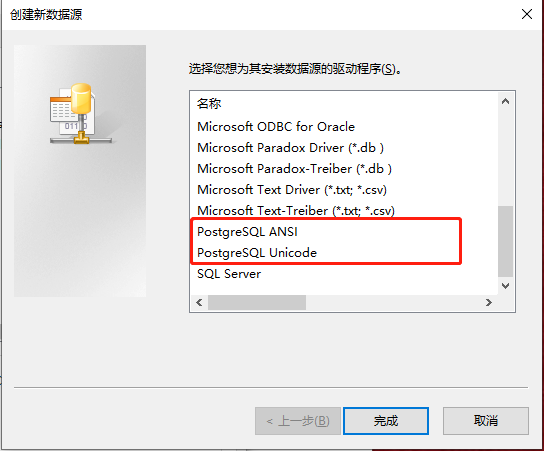 创建新数据源
选择您想为其安装数据源的驱动程序(S)。
名称
Microsoft ODBC for Oracle
Microsoft Paradox Driver (*.db )
Microsoft Paradox-Treiber (*.db )
Microsoft Text Driver (*.txt; *.csv)
Microsoft Text-Treiber (*.txt; *.csv)
PostgreSQL ANSI
PostgreSQL Unicode
SQL Server
< 上一步(B)
完成
取消